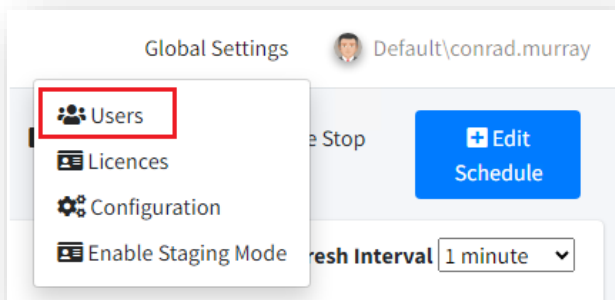 Global Settings
Default\conrad.murray
Users
Licences
Configuration
Enable Staging Mode
e Stop
Edit
Schedule
resh Interval
1 minute